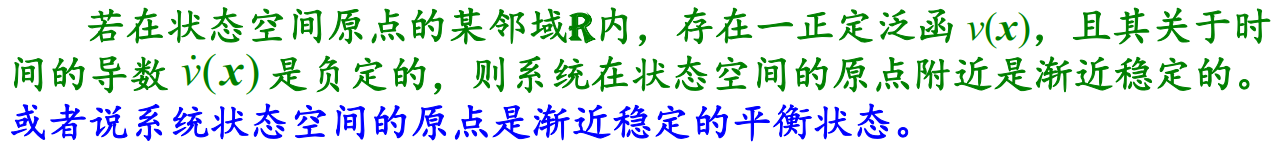 若在状态空间原点的某邻域R内，存在一正定泛函 v(x)，且其关于时
间的导数 v̇(x) 是负定的，则系统在状态空间的原点附近是渐近稳定的。
或者说系统状态空间的原点是渐近稳定的平衡状态。